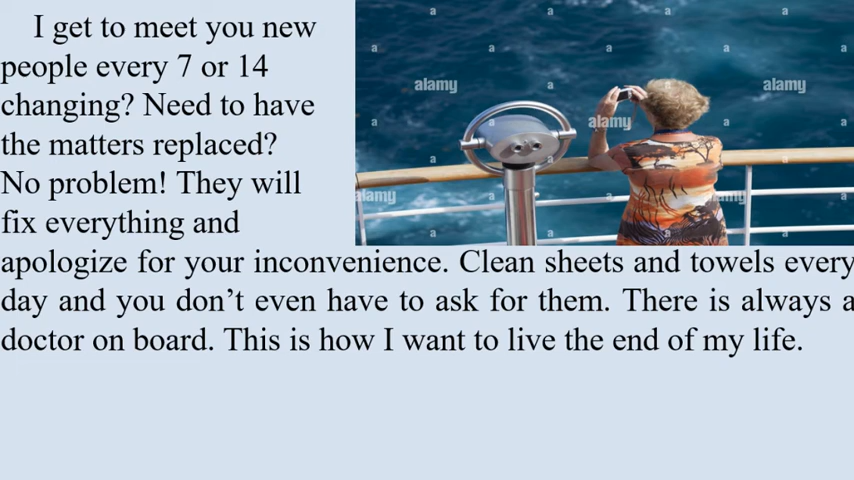 I get to meet you new
people every 7 or 14
changing? Need to have
the matters replaced?
No problem! They will
fix everything and
apologize for your inconvenience. Clean sheets and towels every
day and you don’t even have to ask for them. There is always a
doctor on board. This is how I want to live the end of my life.
a
a
a
a
a
alamy
alamy
a
alamy
a
a
a
alamy
alamy
a
a
a